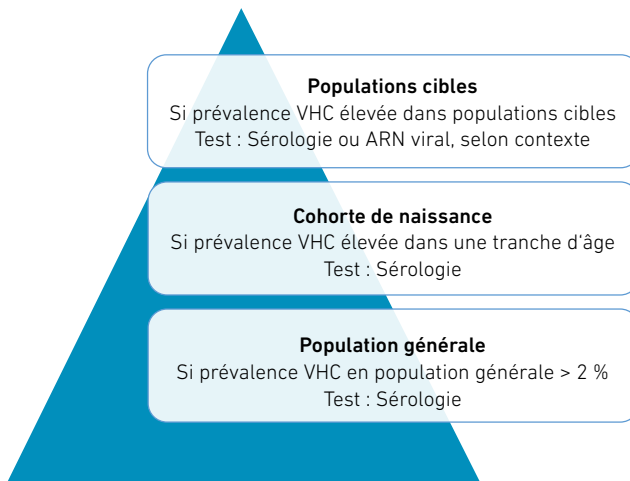 Populations cibles
Si prévalence VHC élevée dans populations cibles
Test : Sérologie ou ARN viral, selon contexte
Cohorte de naissance
Si prévalence VHC élevée dans une tranche d'âge
Test : Sérologie
Population générale
Si prévalence VHC en population générale > 2 %
Test : Sérologie